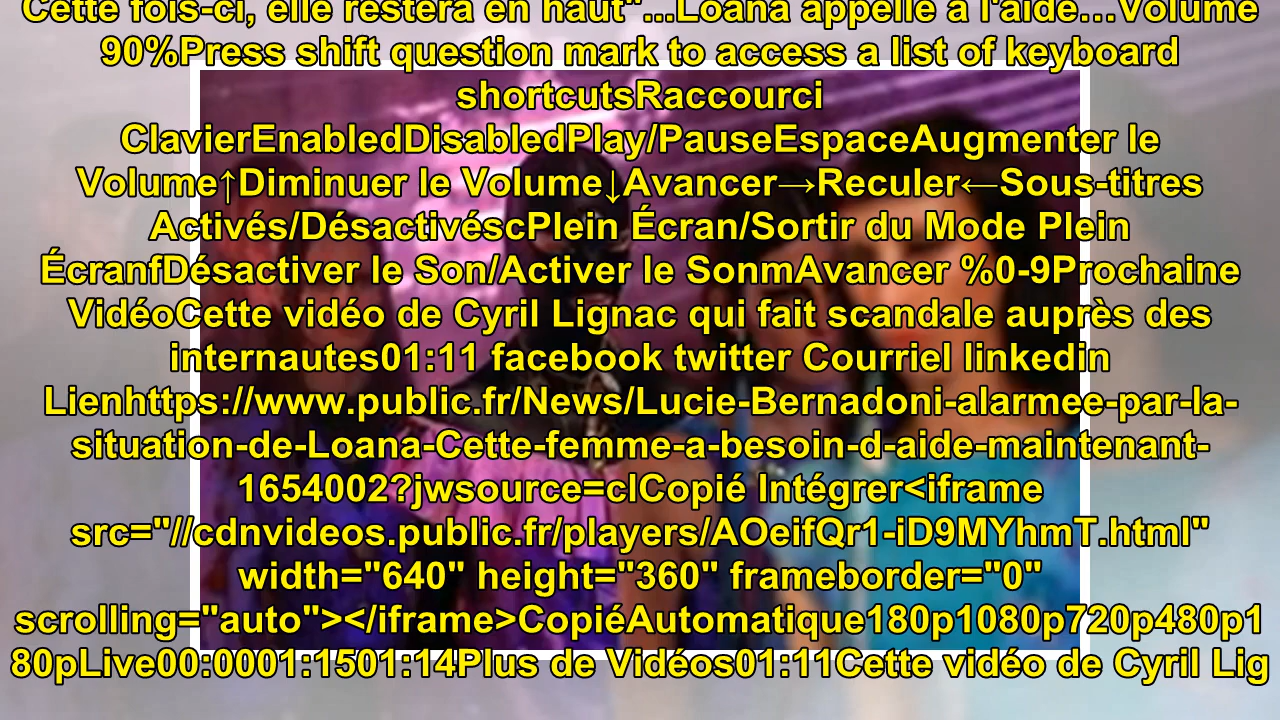 Cette fois-ci, elle restera en haut"...Loana appelle à l'aide...Volume
90%Press shift question mark to access a list of keyboard
shortcutsRaccourci
ClavierEnabledDisabledPlay/PauseEspaceAugmenter le
Volume↑Diminuer le Volume↓Avancer→Reculer←Sous-titres
Activés/DésactivéscPlein Écran/Sortir du Mode Plein
ÉcranfDésactiver le Son/Activer le SonmAvancer %0-9Prochaine
VidéoCette vidéo de Cyril Lignac qui fait scandale auprès des
internautes01:11 facebook twitter Courriel linkedin
Lienhttps://www.public.fr/News/Lucie-Bernadoni-alarmee-par-la-
situation-de-Loana-Cette-femme-a-besoin-d-aide-maintenant-
1654002?jwsource=clCopié Intégrer<iframe
src="//cdnvideos.public.fr/players/AOeifQr1-iD9MYhmT.html"
width="640" height="360" frameborder="0"
scrolling="auto"></iframe>CopiéAutomatique180p1080p720p480p1
80pLive00:0001:1501:14Plus de Vidéos01:11Cette vidéo de Cyril Lig